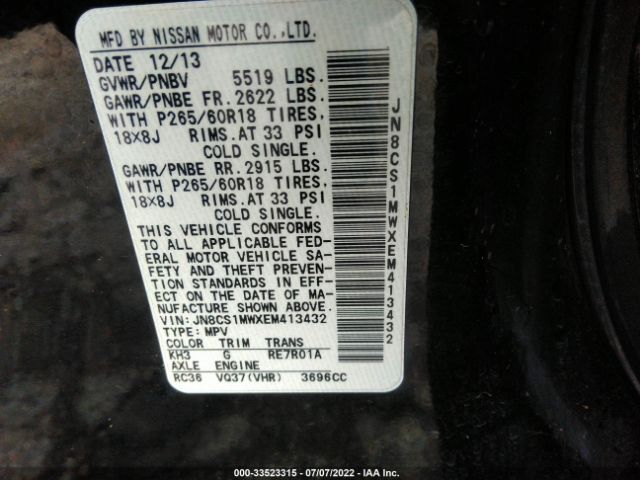 MFD BY NISSAN MOTOR CO.,LTD.
DATE 12/13
GVWR/PNBV 5519 LBS.
GAWR/PNBE FR. 2622 LBS.
WITH P265/60R18 TIRES,
18X8J RIMS. AT 33 PSI
COLD SINGLE.
GAWR/PNBE RR. 2915 LBS.
WITH P265/60R18 TIRES,
18X8J RIMS. AT 33 PSI
COLD SINGLE.
THIS VEHICLE CONFORMS
TO ALL APPLICABLE FED-
ERAL MOTOR VEHICLE SA-
FETY AND THEFT PREVEN-
TION STANDARDS IN EFF-
ECT ON THE DATE OF MA-
NUFACTURE SHOWN ABOVE.
VIN: JN8CS1MWXEM413432
TYPE: MPV
COLOR TRIM TRANS
KH3 G RE7R01A
AXLE ENGINE
RC36 VQ37(VHR) 3696CC
JN8CS1MWXEM413432
000-33523315 - 07/07/2022 - IAA Inc.